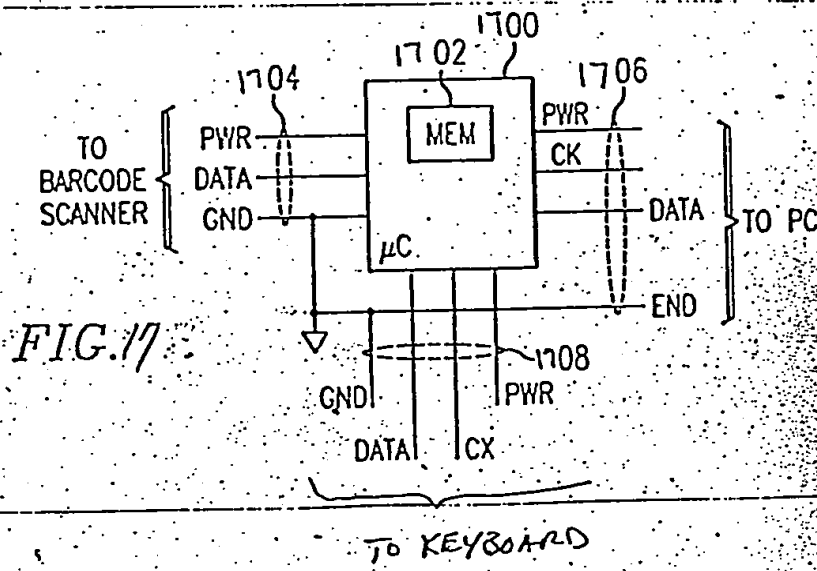 1700
1702
1704
1706
MEM
PWR
CK
DATA
END
TO PC
TO
BARCODE
SCANNER
PWR
DATA
GND
μC
FIG.17
1708
GND
PWR
DATA
CX
TO KEYBOARD